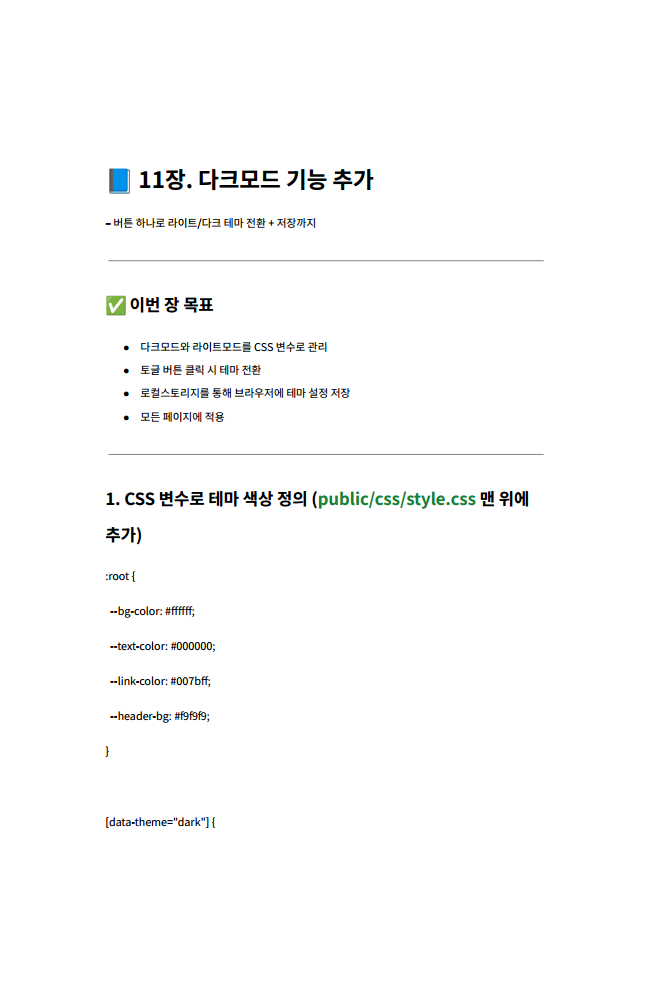 📘 11장. 다크모드 기능 추가
– 버튼 하나로 라이트/다크 테마 전환 + 저장까지
✅ 이번 장 목표
● 다크모드와 라이트모드를 CSS 변수로 관리
● 토글 버튼 클릭 시 테마 전환
● 로컬스토리지를 통해 브라우저에 테마 설정 저장
● 모든 페이지에 적용
1. CSS 변수로 테마 색상 정의 (public/css/style.css 맨 위에
추가)
:root {
--bg-color: #ffffff;
--text-color: #000000;
--link-color: #007bff;
--header-bg: #f9f9f9;
}
[data-theme="dark"] {